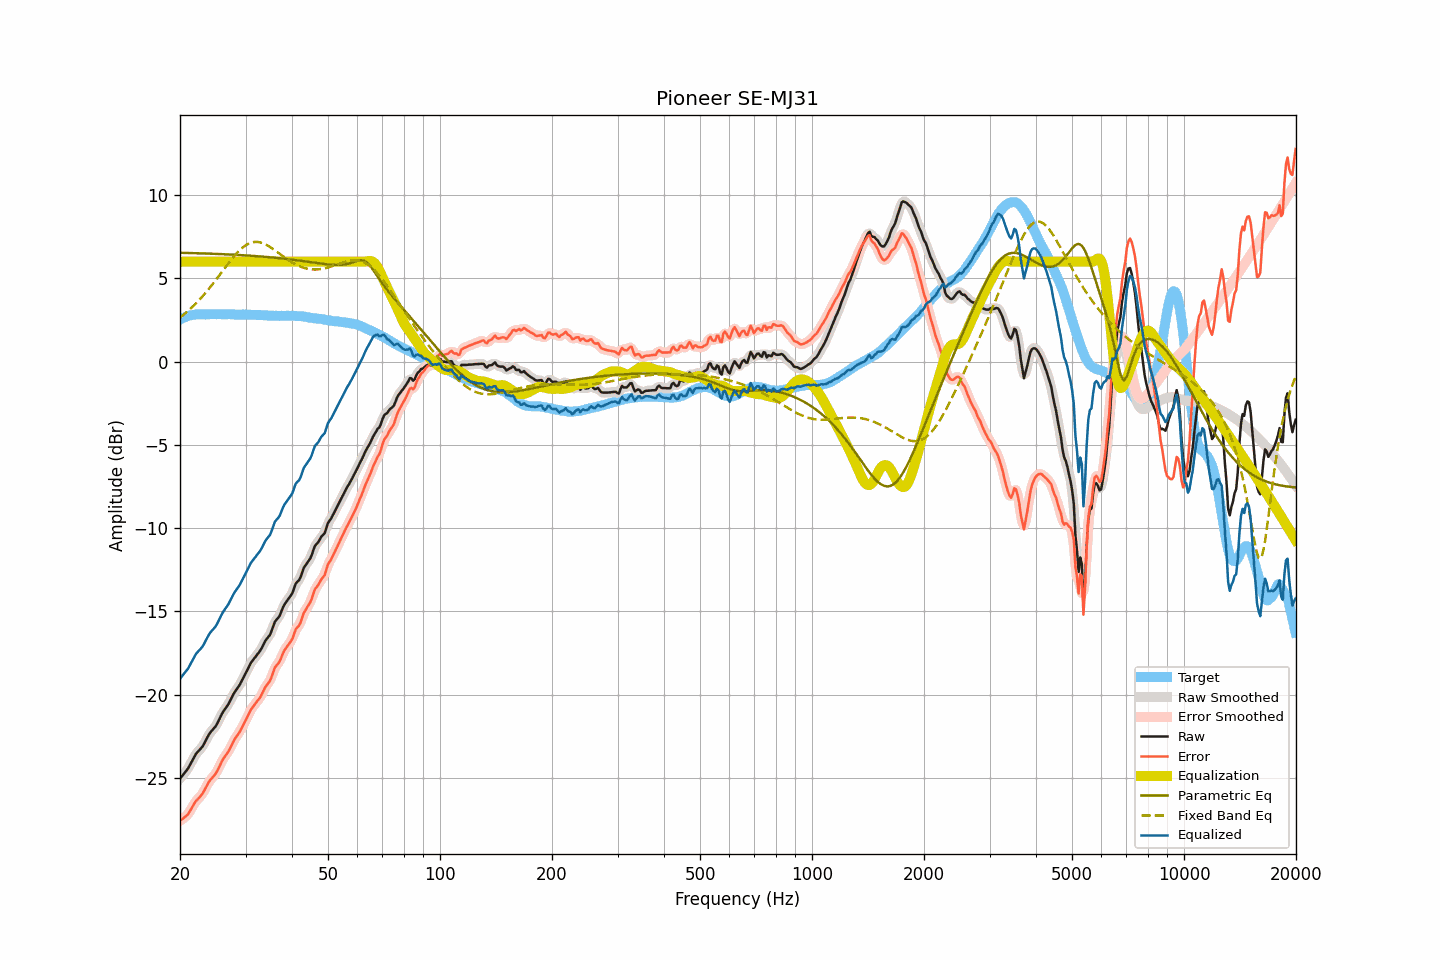 Pioneer SE-MJ31
10
5
0
−5
−10
−15
−20
−25
Amplitude (dBr)
20
50
100
200
500
1000
2000
5000
10000
20000
Frequency (Hz)
Target
Raw Smoothed
Error Smoothed
Raw
Error
Equalization
Parametric Eq
Fixed Band Eq
Equalized